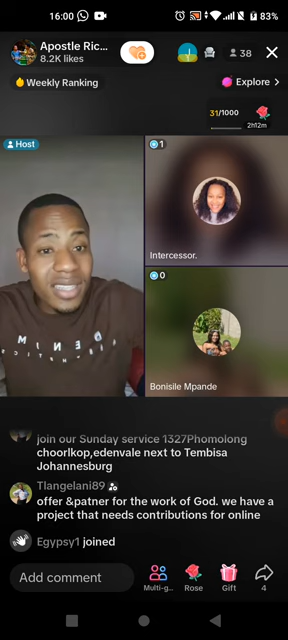 16:00
83%
Apostle Ric...
8.2K likes
38
Weekly Ranking
Explore >
31/1000
2h12m
Host
1
Intercessor.
0
Bonisile Mpande
join our Sunday service 1327Phomolong
choorlkop,edenvale next to Tembisa
Johannesburg
Tlangelani89
offer &patner for the work of God. we have a
project that needs contributions for online
Egypsy1 joined
Add comment
Multi-g...
Rose
Gift
4